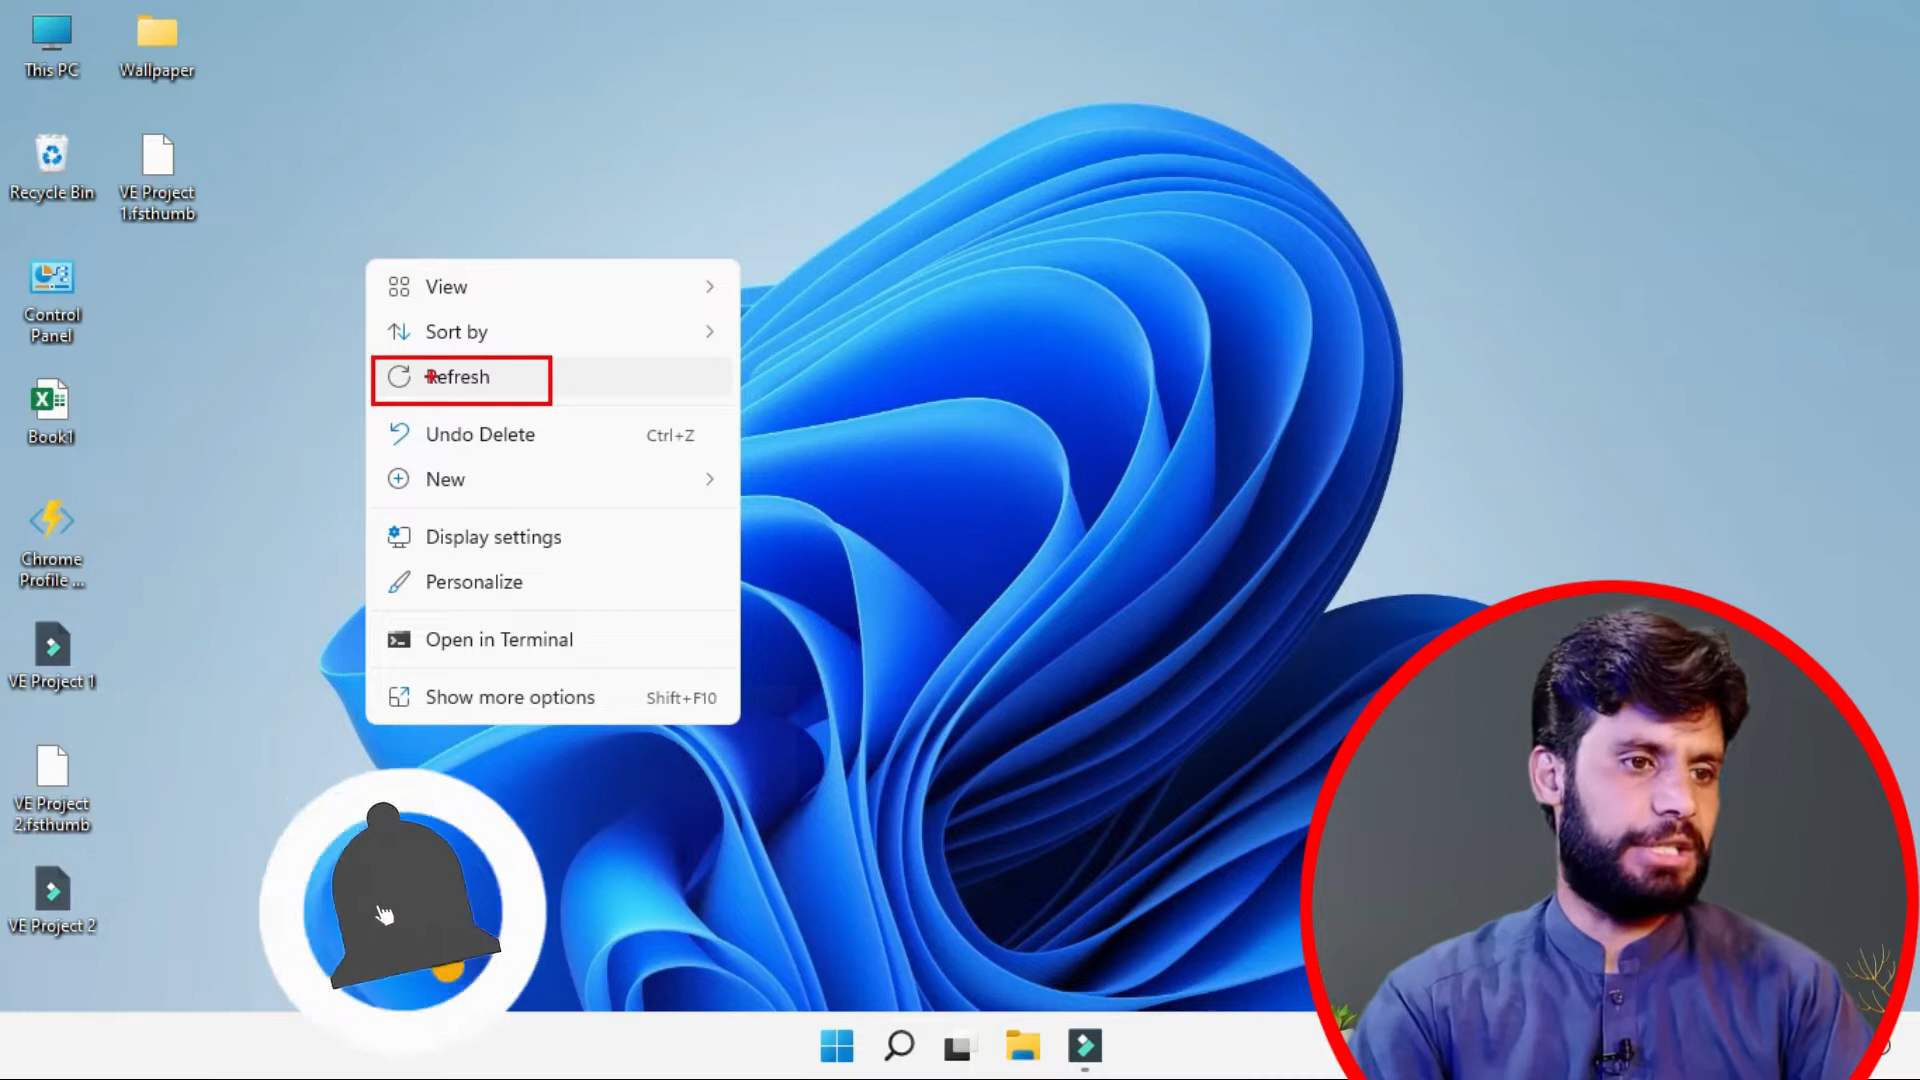 This PC
Wallpaper
Recycle Bin
VE Project
1.fsthumb
Control
Panel
Book1
Chrome
Profile ...
VE Project 1
VE Project
2.fsthumb
VE Project 2
View
Sort by
Refresh
Undo Delete Ctrl+Z
New
Display settings
Personalize
Open in Terminal
Show more options Shift+F10